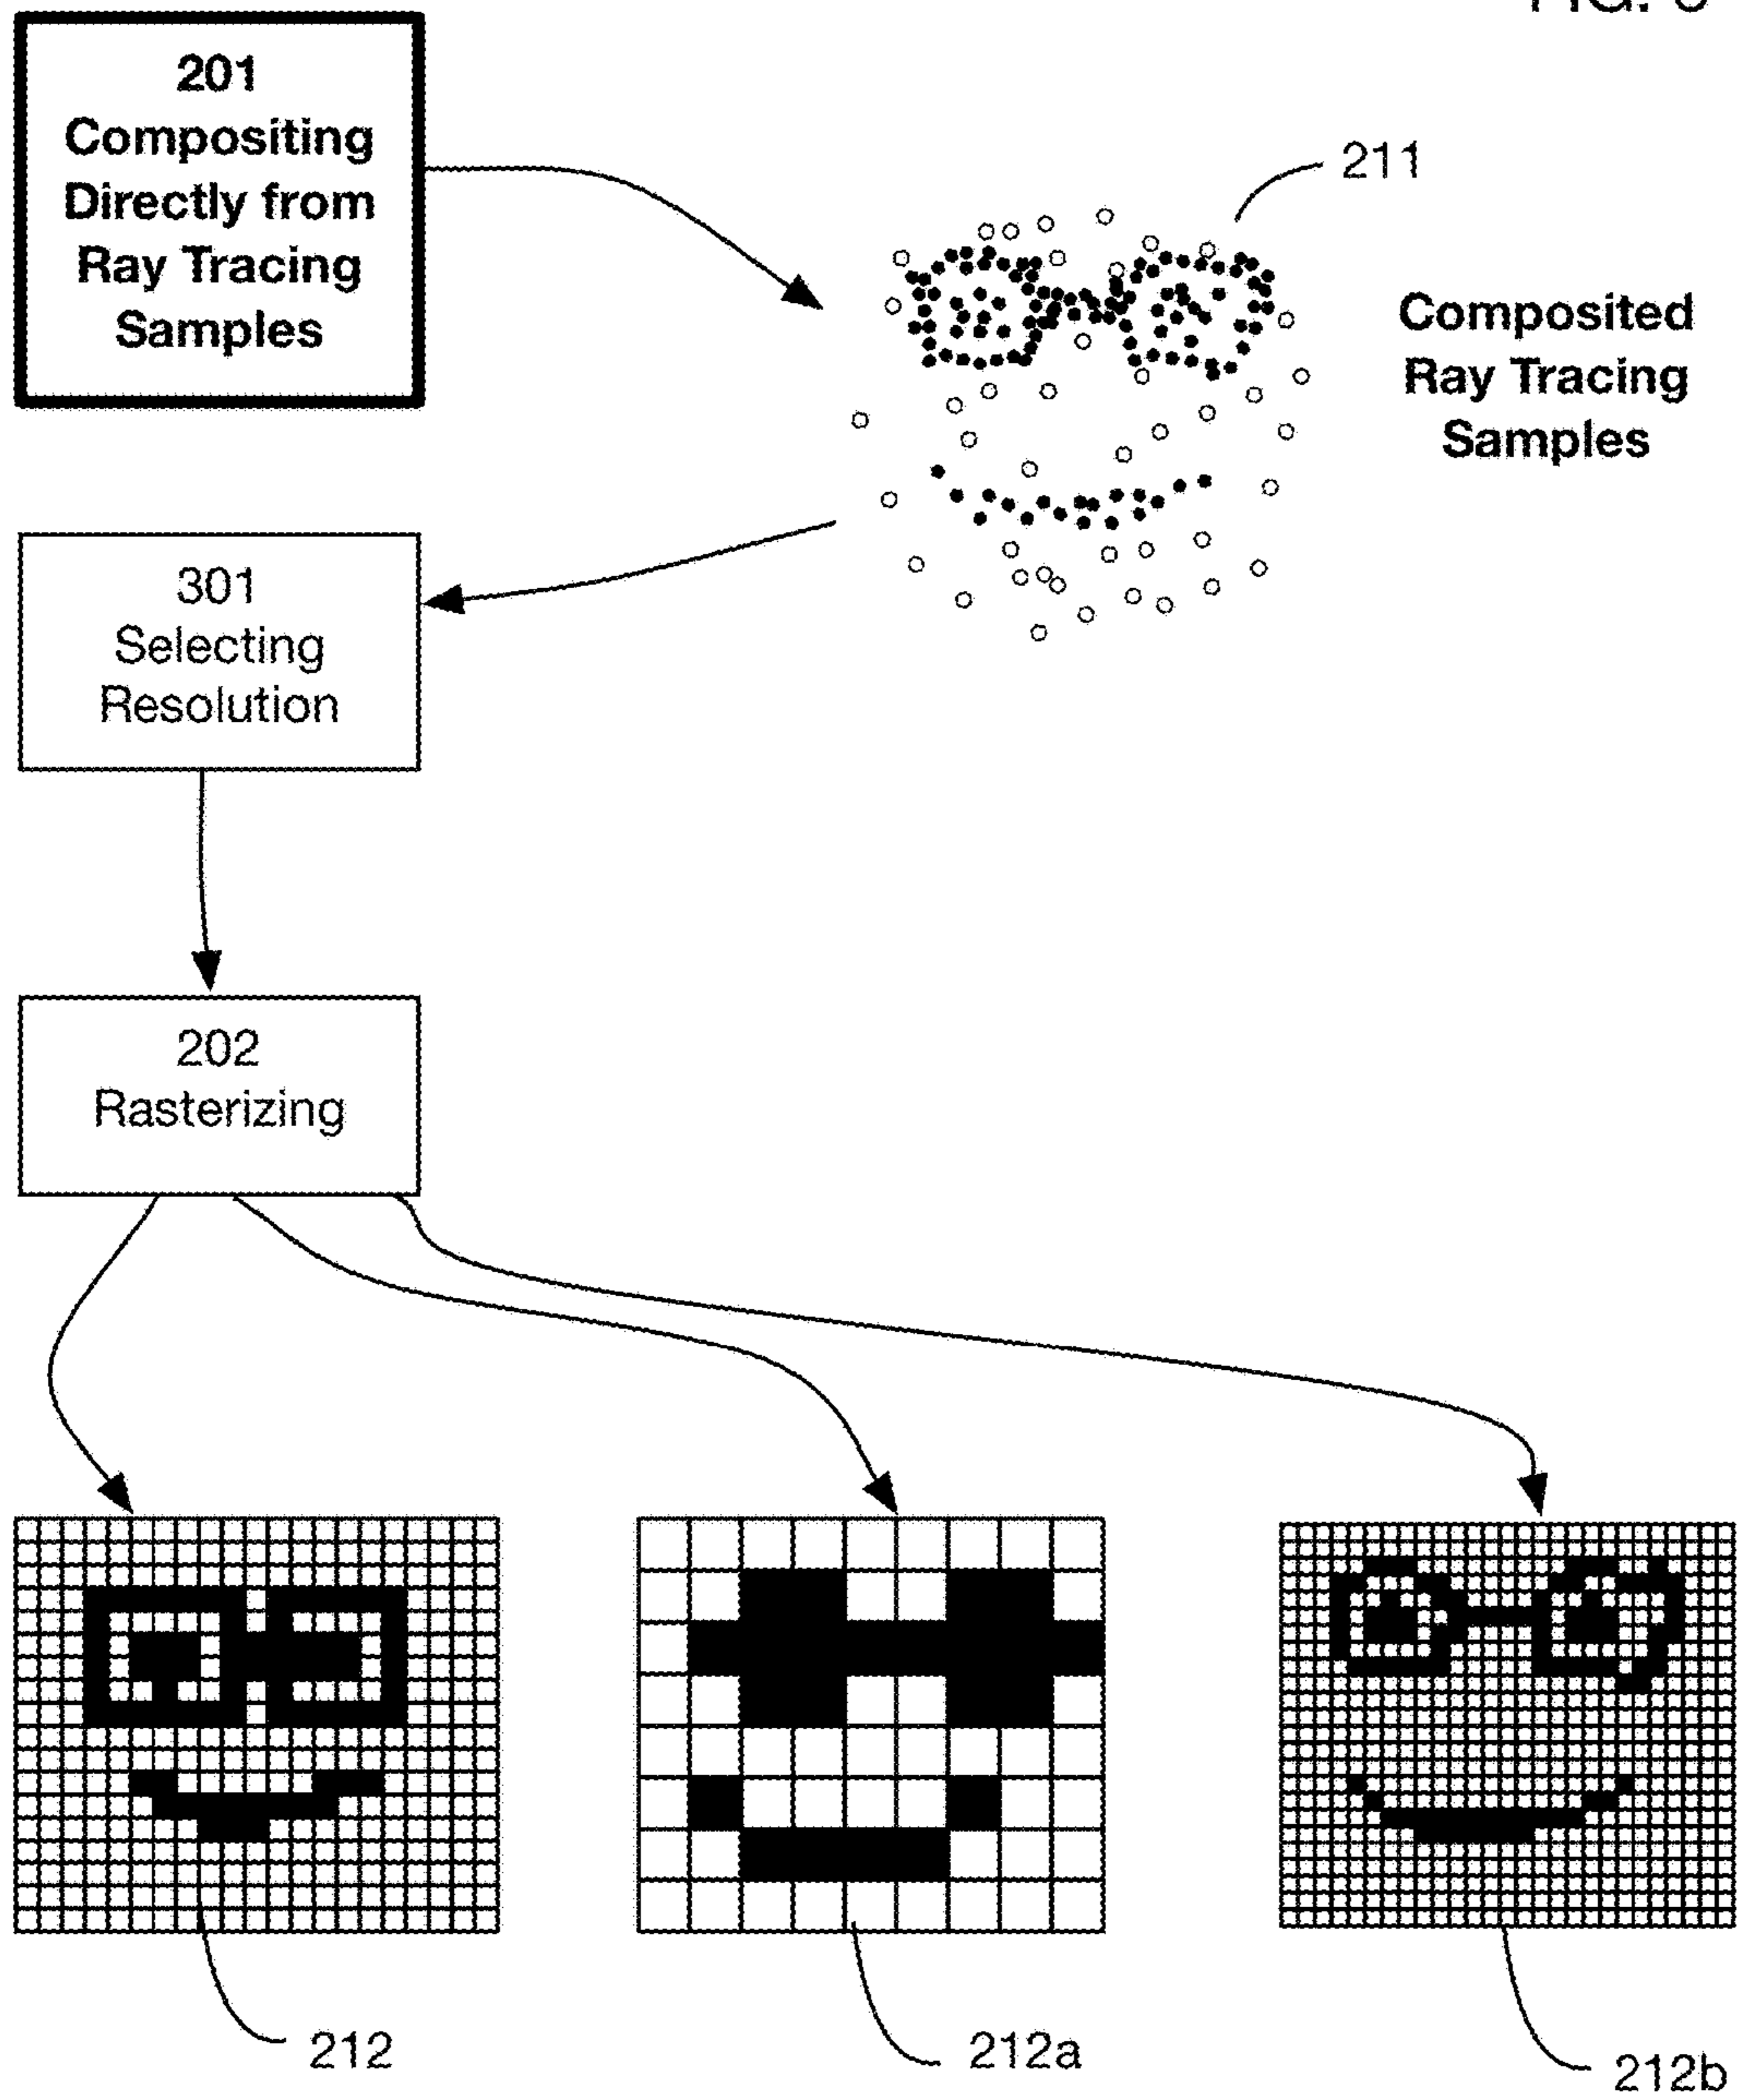 201
Compositing
Directly from
Ray Tracing
Samples
211
Composited
Ray Tracing
Samples
301
Selecting
Resolution
202
Rasterizing
212
212a
212b